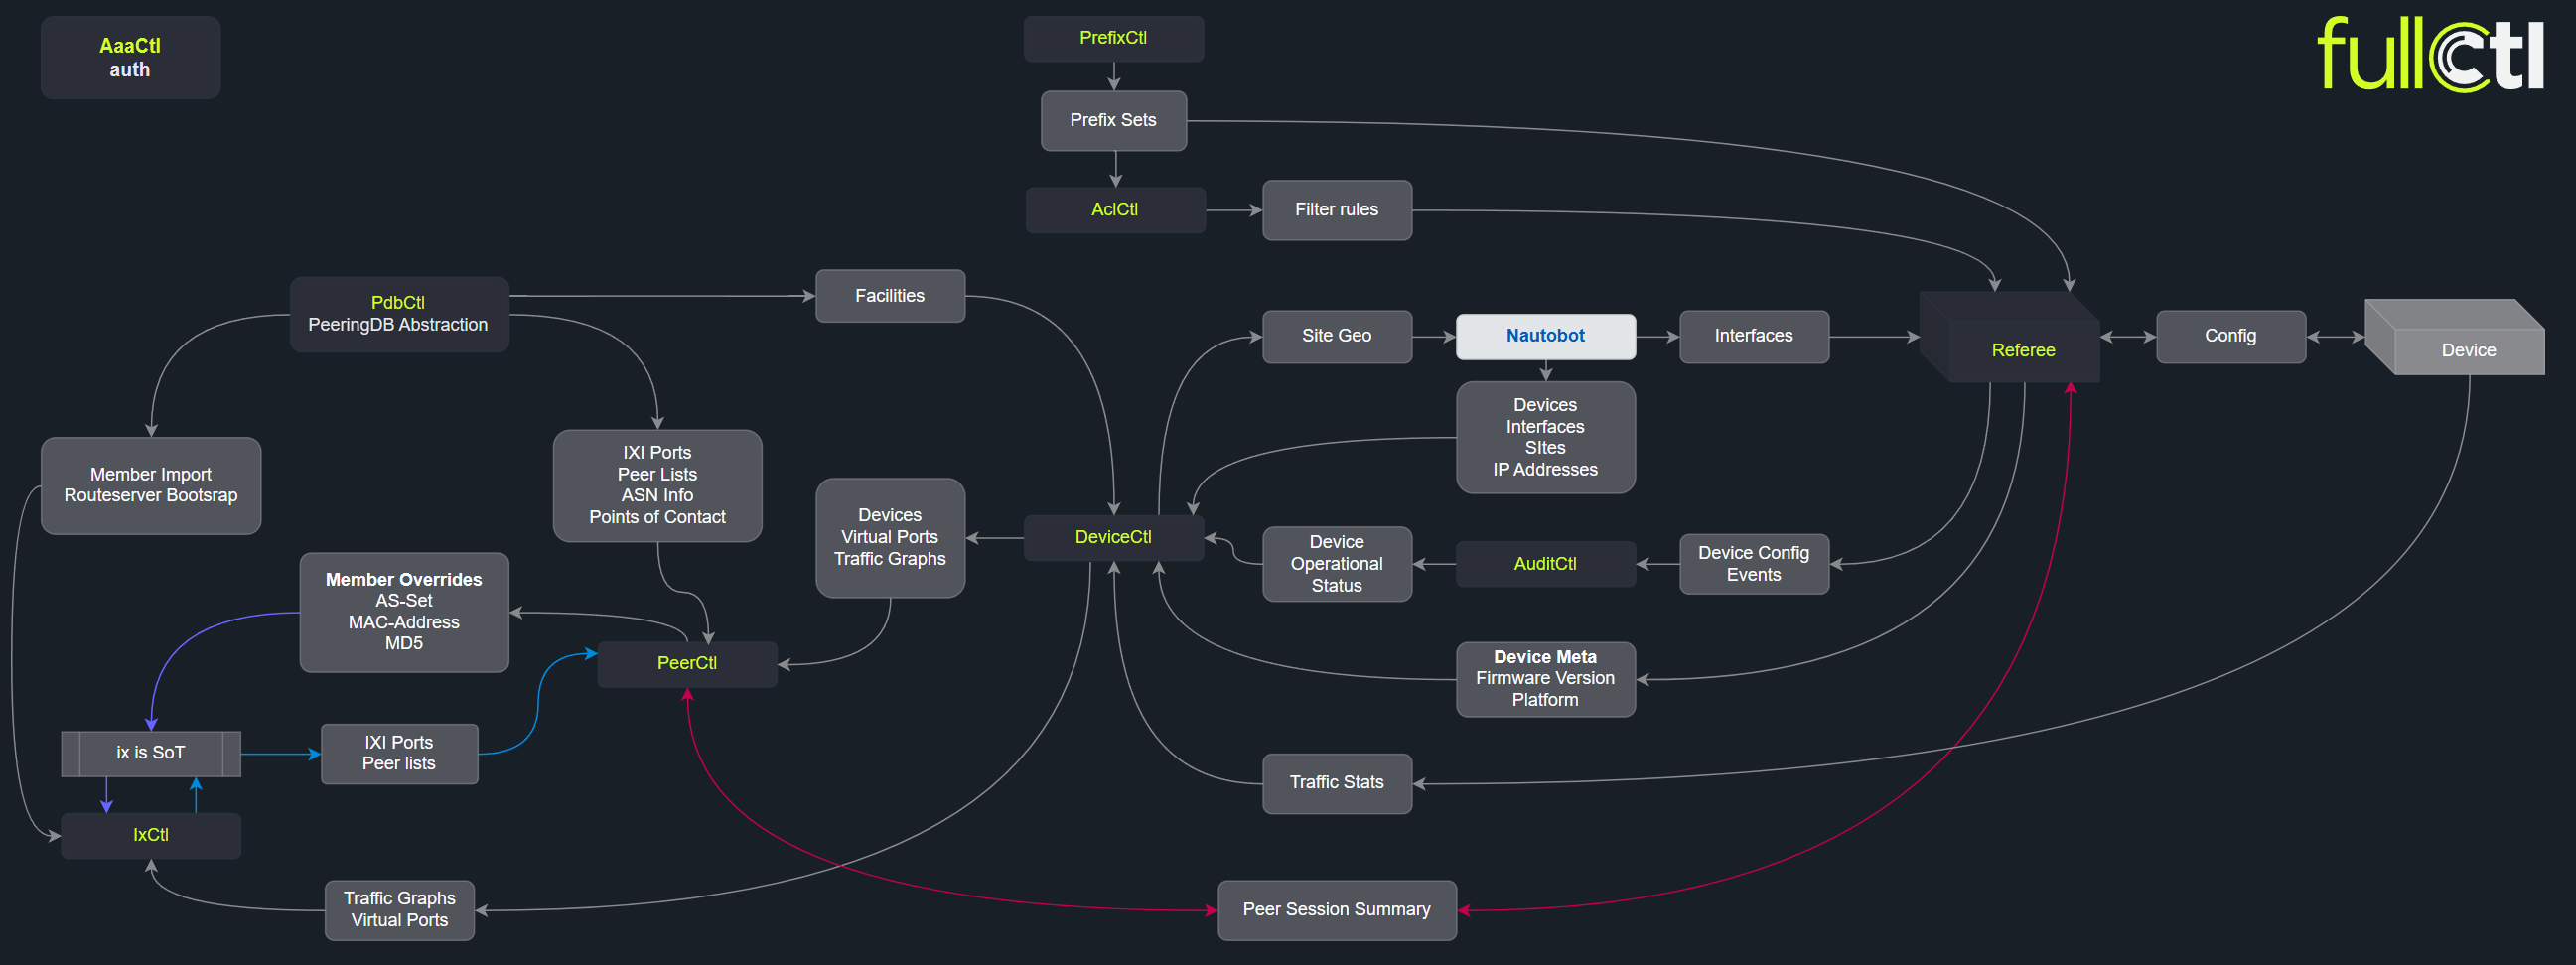 AaaCtl
auth
PrefixCtl
fullCtl
Prefix Sets
AclCtl
Filter rules
PdbCtl
PeeringDB Abstraction
Facilities
Site Geo
Nautobot
Interfaces
Referee
Config
Device
Member Import
Routeserver Bootsrap
IXI Ports
Peer Lists
ASN Info
Points of Contact
Devices
Interfaces
SItes
IP Addresses
Devices
Virtual Ports
Traffic Graphs
DeviceCtl
Device
Operational
Status
AuditCtl
Device Config
Events
Member Overrides
AS-Set
MAC-Address
MD5
PeerCtl
Device Meta
Firmware Version
Platform
ix is SoT
IXI Ports
Peer lists
Traffic Stats
IxCtl
Traffic Graphs
Virtual Ports
Peer Session Summary